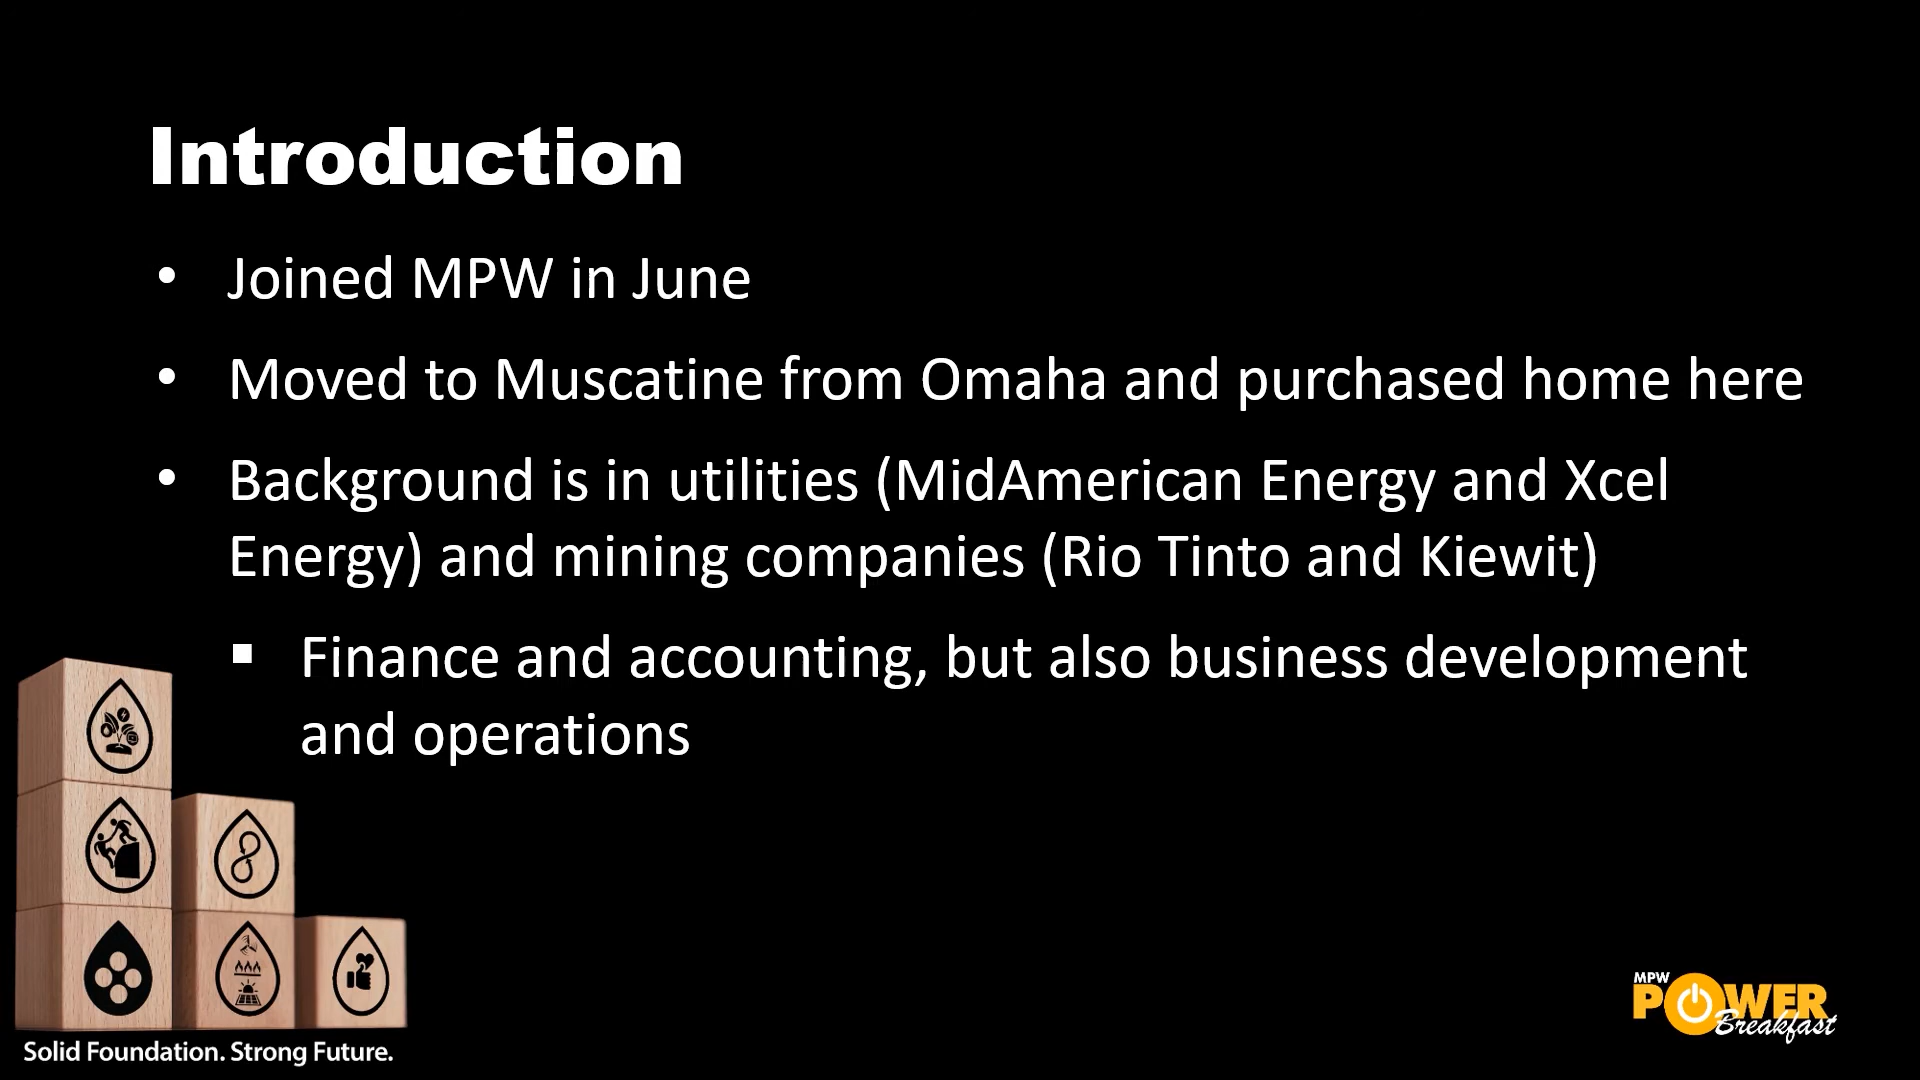 Introduction
• Joined MPW in June
• Moved to Muscatine from Omaha and purchased home here
• Background is in utilities (MidAmerican Energy and Xcel
Energy) and mining companies (Rio Tinto and Kiewit)
▪ Finance and accounting, but also business development
and operations
Solid Foundation. Strong Future.
MPW
POWER
Breakfast